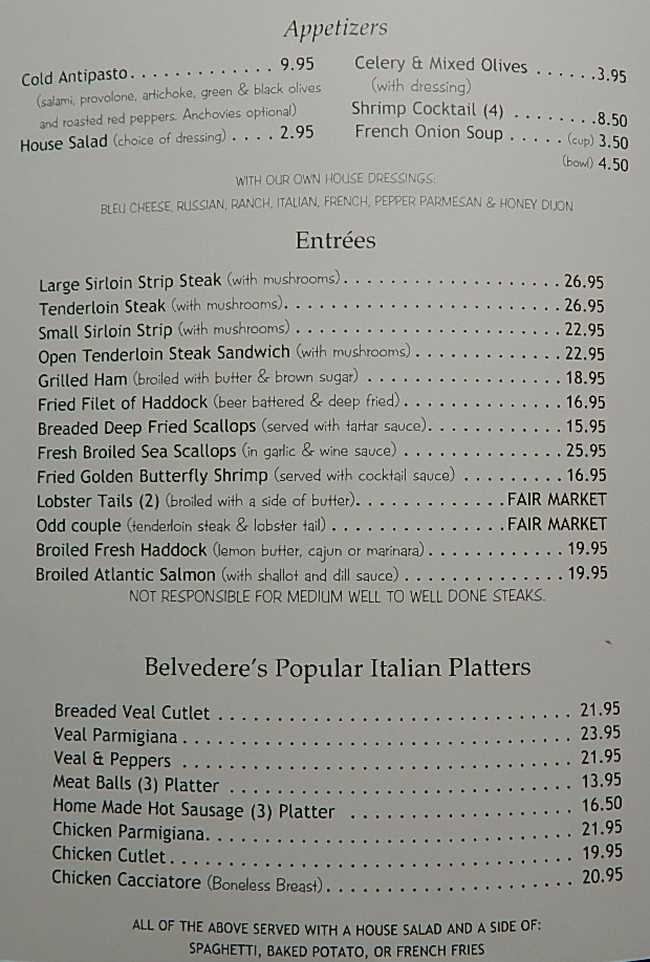 Appetizers
Cold Antipasto. . . . . . . . . . . . . 9.95
(salami, provolone, artichoke, green & black olives
and roasted red peppers. Anchovies optional)
House Salad (choice of dressing) . . . . 2.95
Celery & Mixed Olives . . . . . .3.95
(with dressing)
Shrimp Cocktail (4) . . . . . . . .8.50
French Onion Soup . . . . . (cup) 3.50
(bowl) 4.50
WITH OUR OWN HOUSE DRESSINGS:
BLEU CHEESE, RUSSIAN, RANCH, ITALIAN, FRENCH, PEPPER PARMESAN & HONEY DIJON
Entrées
Large Sirloin Strip Steak (with mushrooms). . . . . . . . . . . . . . . . . . . 26.95
Tenderloin Steak (with mushrooms). . . . . . . . . . . . . . . . . . . . . . . . 26.95
Small Sirloin Strip (with mushrooms) . . . . . . . . . . . . . . . . . . . . . . . 22.95
Open Tenderloin Steak Sandwich (with mushrooms) . . . . . . . . . . . . . 22.95
Grilled Ham (broiled with butter & brown sugar) . . . . . . . . . . . . . . . . . 18.95
Fried Filet of Haddock (beer battered & deep fried). . . . . . . . . . . . . . 16.95
Breaded Deep Fried Scallops (served with tartar sauce). . . . . . . . . . . . 15.95
Fresh Broiled Sea Scallops (in garlic & wine sauce) . . . . . . . . . . . . . . 25.95
Fried Golden Butterfly Shrimp (served with cocktail sauce) . . . . . . . . . 16.95
Lobster Tails (2) (broiled with a side of butter). . . . . . . . . . . . . FAIR MARKET
Odd couple (tenderloin steak & lobster tail) . . . . . . . . . . . . . . . FAIR MARKET
Broiled Fresh Haddock (lemon butter, cajun or marinara) . . . . . . . . . . . . 19.95
Broiled Atlantic Salmon (with shallot and dill sauce) . . . . . . . . . . . . . . 19.95
NOT RESPONSIBLE FOR MEDIUM WELL TO WELL DONE STEAKS.
Belvedere's Popular Italian Platters
Breaded Veal Cutlet . . . . . . . . . . . . . . . . . . . . . . . . . . . . . . 21.95
Veal Parmigiana . . . . . . . . . . . . . . . . . . . . . . . . . . . . . . . . . 23.95
Veal & Peppers . . . . . . . . . . . . . . . . . . . . . . . . . . . . . . . . . 21.95
Meat Balls (3) Platter . . . . . . . . . . . . . . . . . . . . . . . . . . . . . 13.95
Home Made Hot Sausage (3) Platter . . . . . . . . . . . . . . . . . . . 16.50
Chicken Parmigiana. . . . . . . . . . . . . . . . . . . . . . . . . . . . . . . 21.95
Chicken Cutlet . . . . . . . . . . . . . . . . . . . . . . . . . . . . . . . . . . 19.95
Chicken Cacciatore (Boneless Breast). . . . . . . . . . . . . . . . . . . . . 20.95
ALL OF THE ABOVE SERVED WITH A HOUSE SALAD AND A SIDE OF:
SPAGHETTI, BAKED POTATO, OR FRENCH FRIES